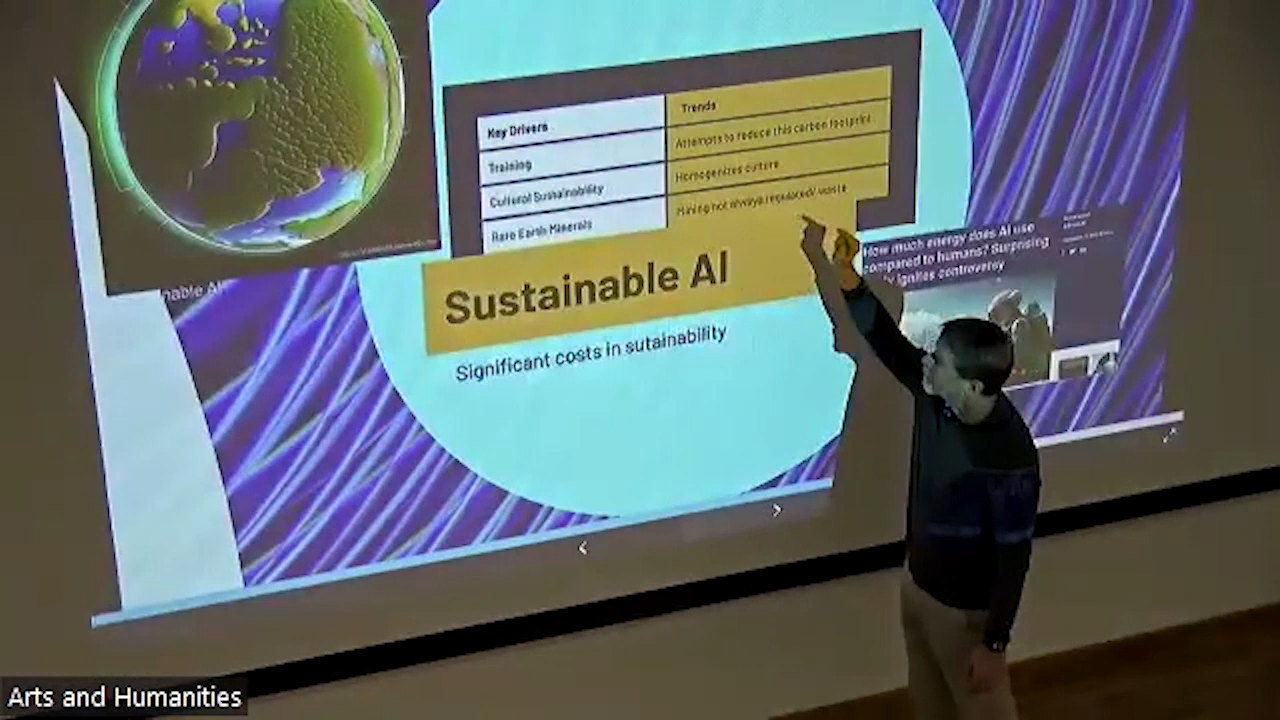 Key Drivers
Trends
Training
Attempts to reduce this carbon footprint
Cultural Sustainability
Homogenizes culture
Rare Earth Minerals
Mining not always regulated/ waste
Sustainable AI
Significant costs in sutainability
nable AI
How much energy does AI use
compared to humans? Surprising
ignites controversy
Arts and Humanities